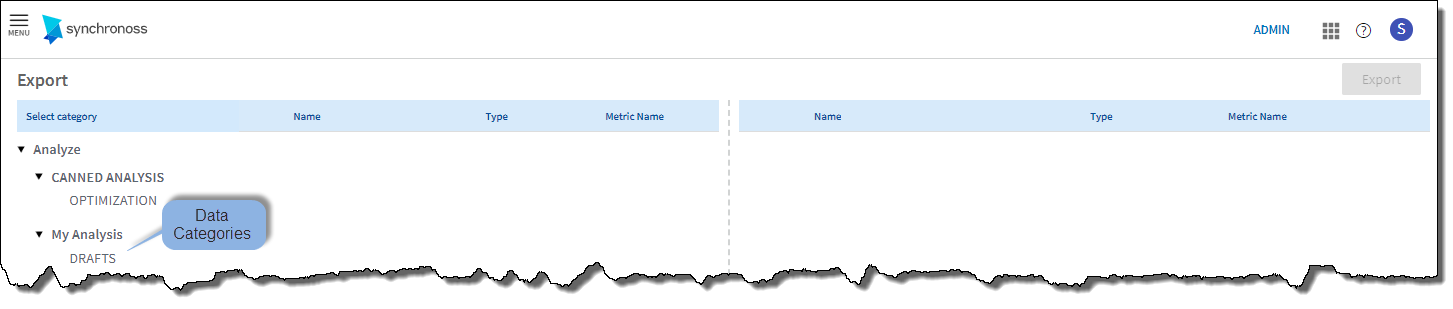 MENU synchronoss ADMIN ? S
Export Export
Select category Name Type Metric Name Name Type Metric Name
Analyze
CANNED ANALYSIS
OPTIMIZATION
Data
Categories
My Analysis
DRAFTS